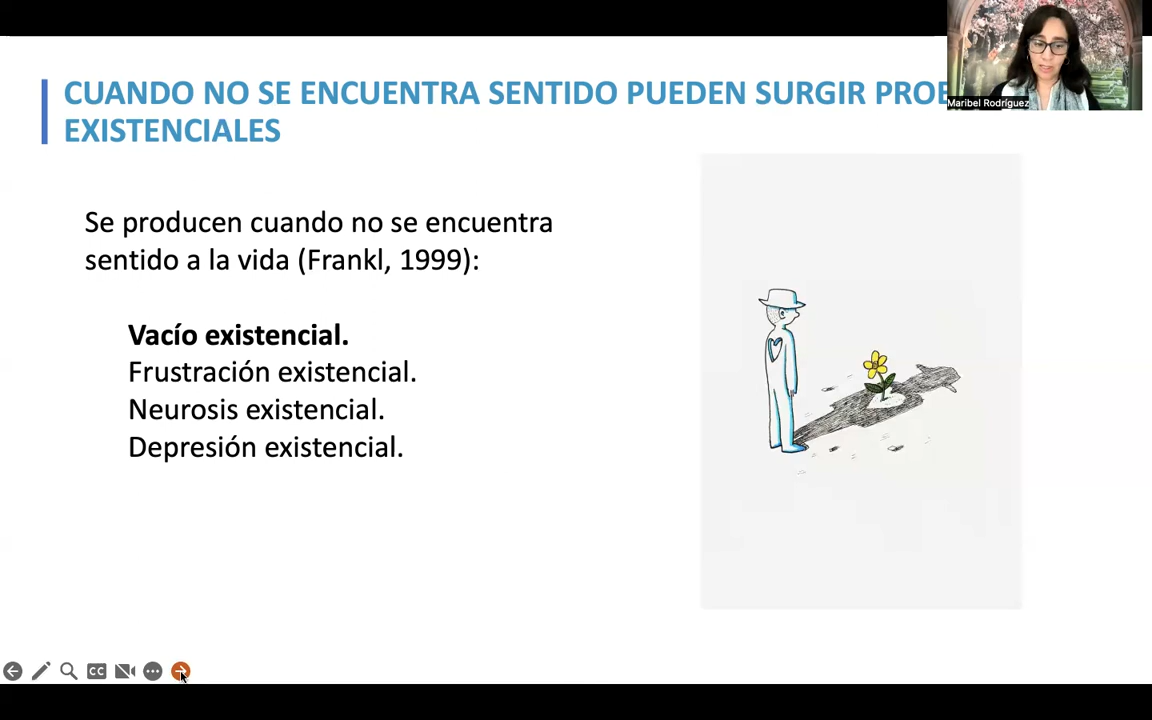 CUANDO NO SE ENCUENTRA SENTIDO PUEDEN SURGIR
EXISTENCIALES
Maribel Rodríguez
Se producen cuando no se encuentra
sentido a la vida (Frankl, 1999):
Vacío existencial.
Frustración existencial.
Neurosis existencial.
Depresión existencial.
CC